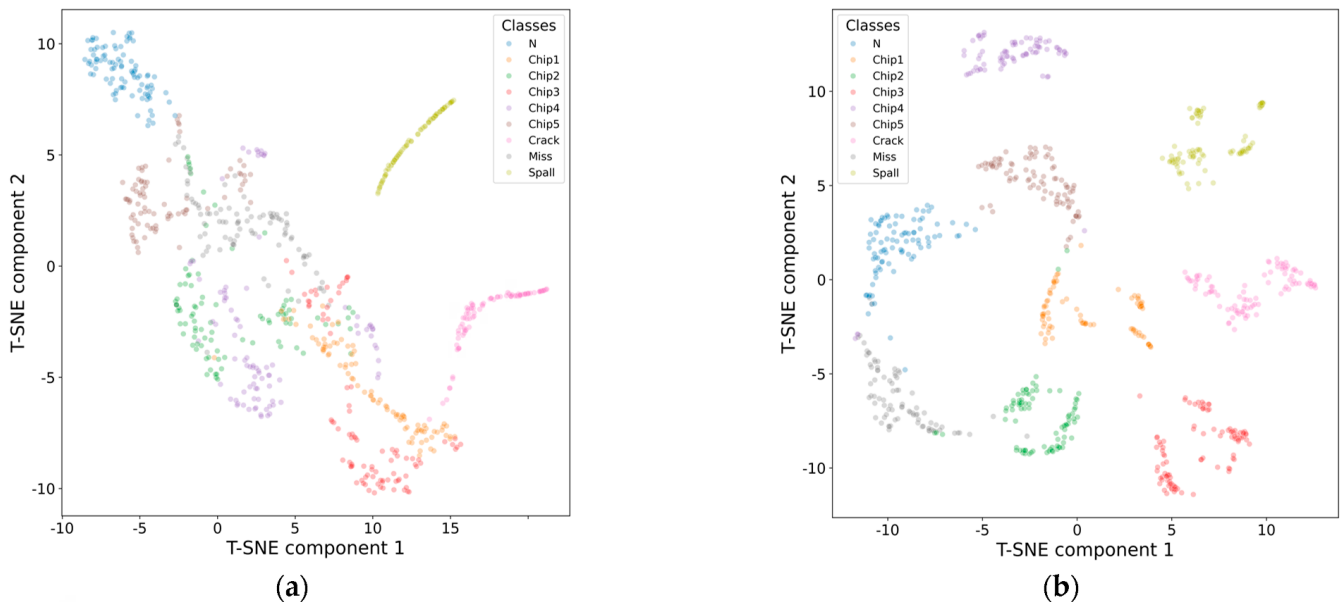 Classes
N
Chip1
Chip2
Chip3
Chip4
Chip5
Crack
Miss
Spall
10
5
0
-5
-10
T-SNE component 2
-10
-5
0
5
10
15
T-SNE component 1
(a)
Classes
N
Chip1
Chip2
Chip3
Chip4
Chip5
Crack
Miss
Spall
10
5
0
-5
-10
T-SNE component 2
-10
-5
0
5
10
T-SNE component 1
(b)